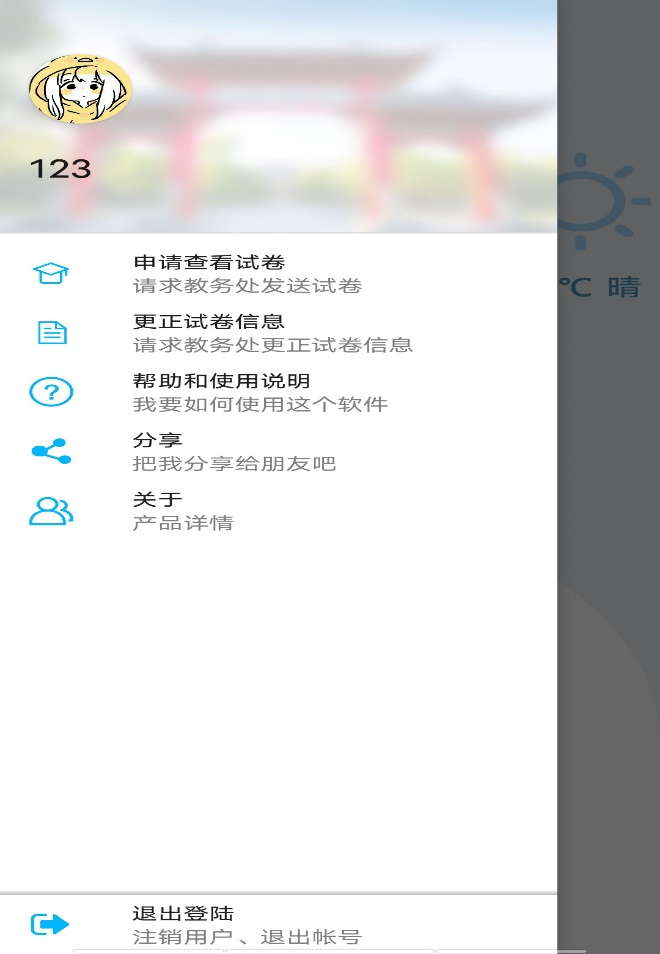 123
℃ 晴
申请查看试卷
请求教务处发送试卷
更正试卷信息
请求教务处更正试卷信息
帮助和使用说明
我要如何使用这个软件
分享
把我分享给朋友吧
关于
产品详情
退出登陆
注销用户、退出帐号